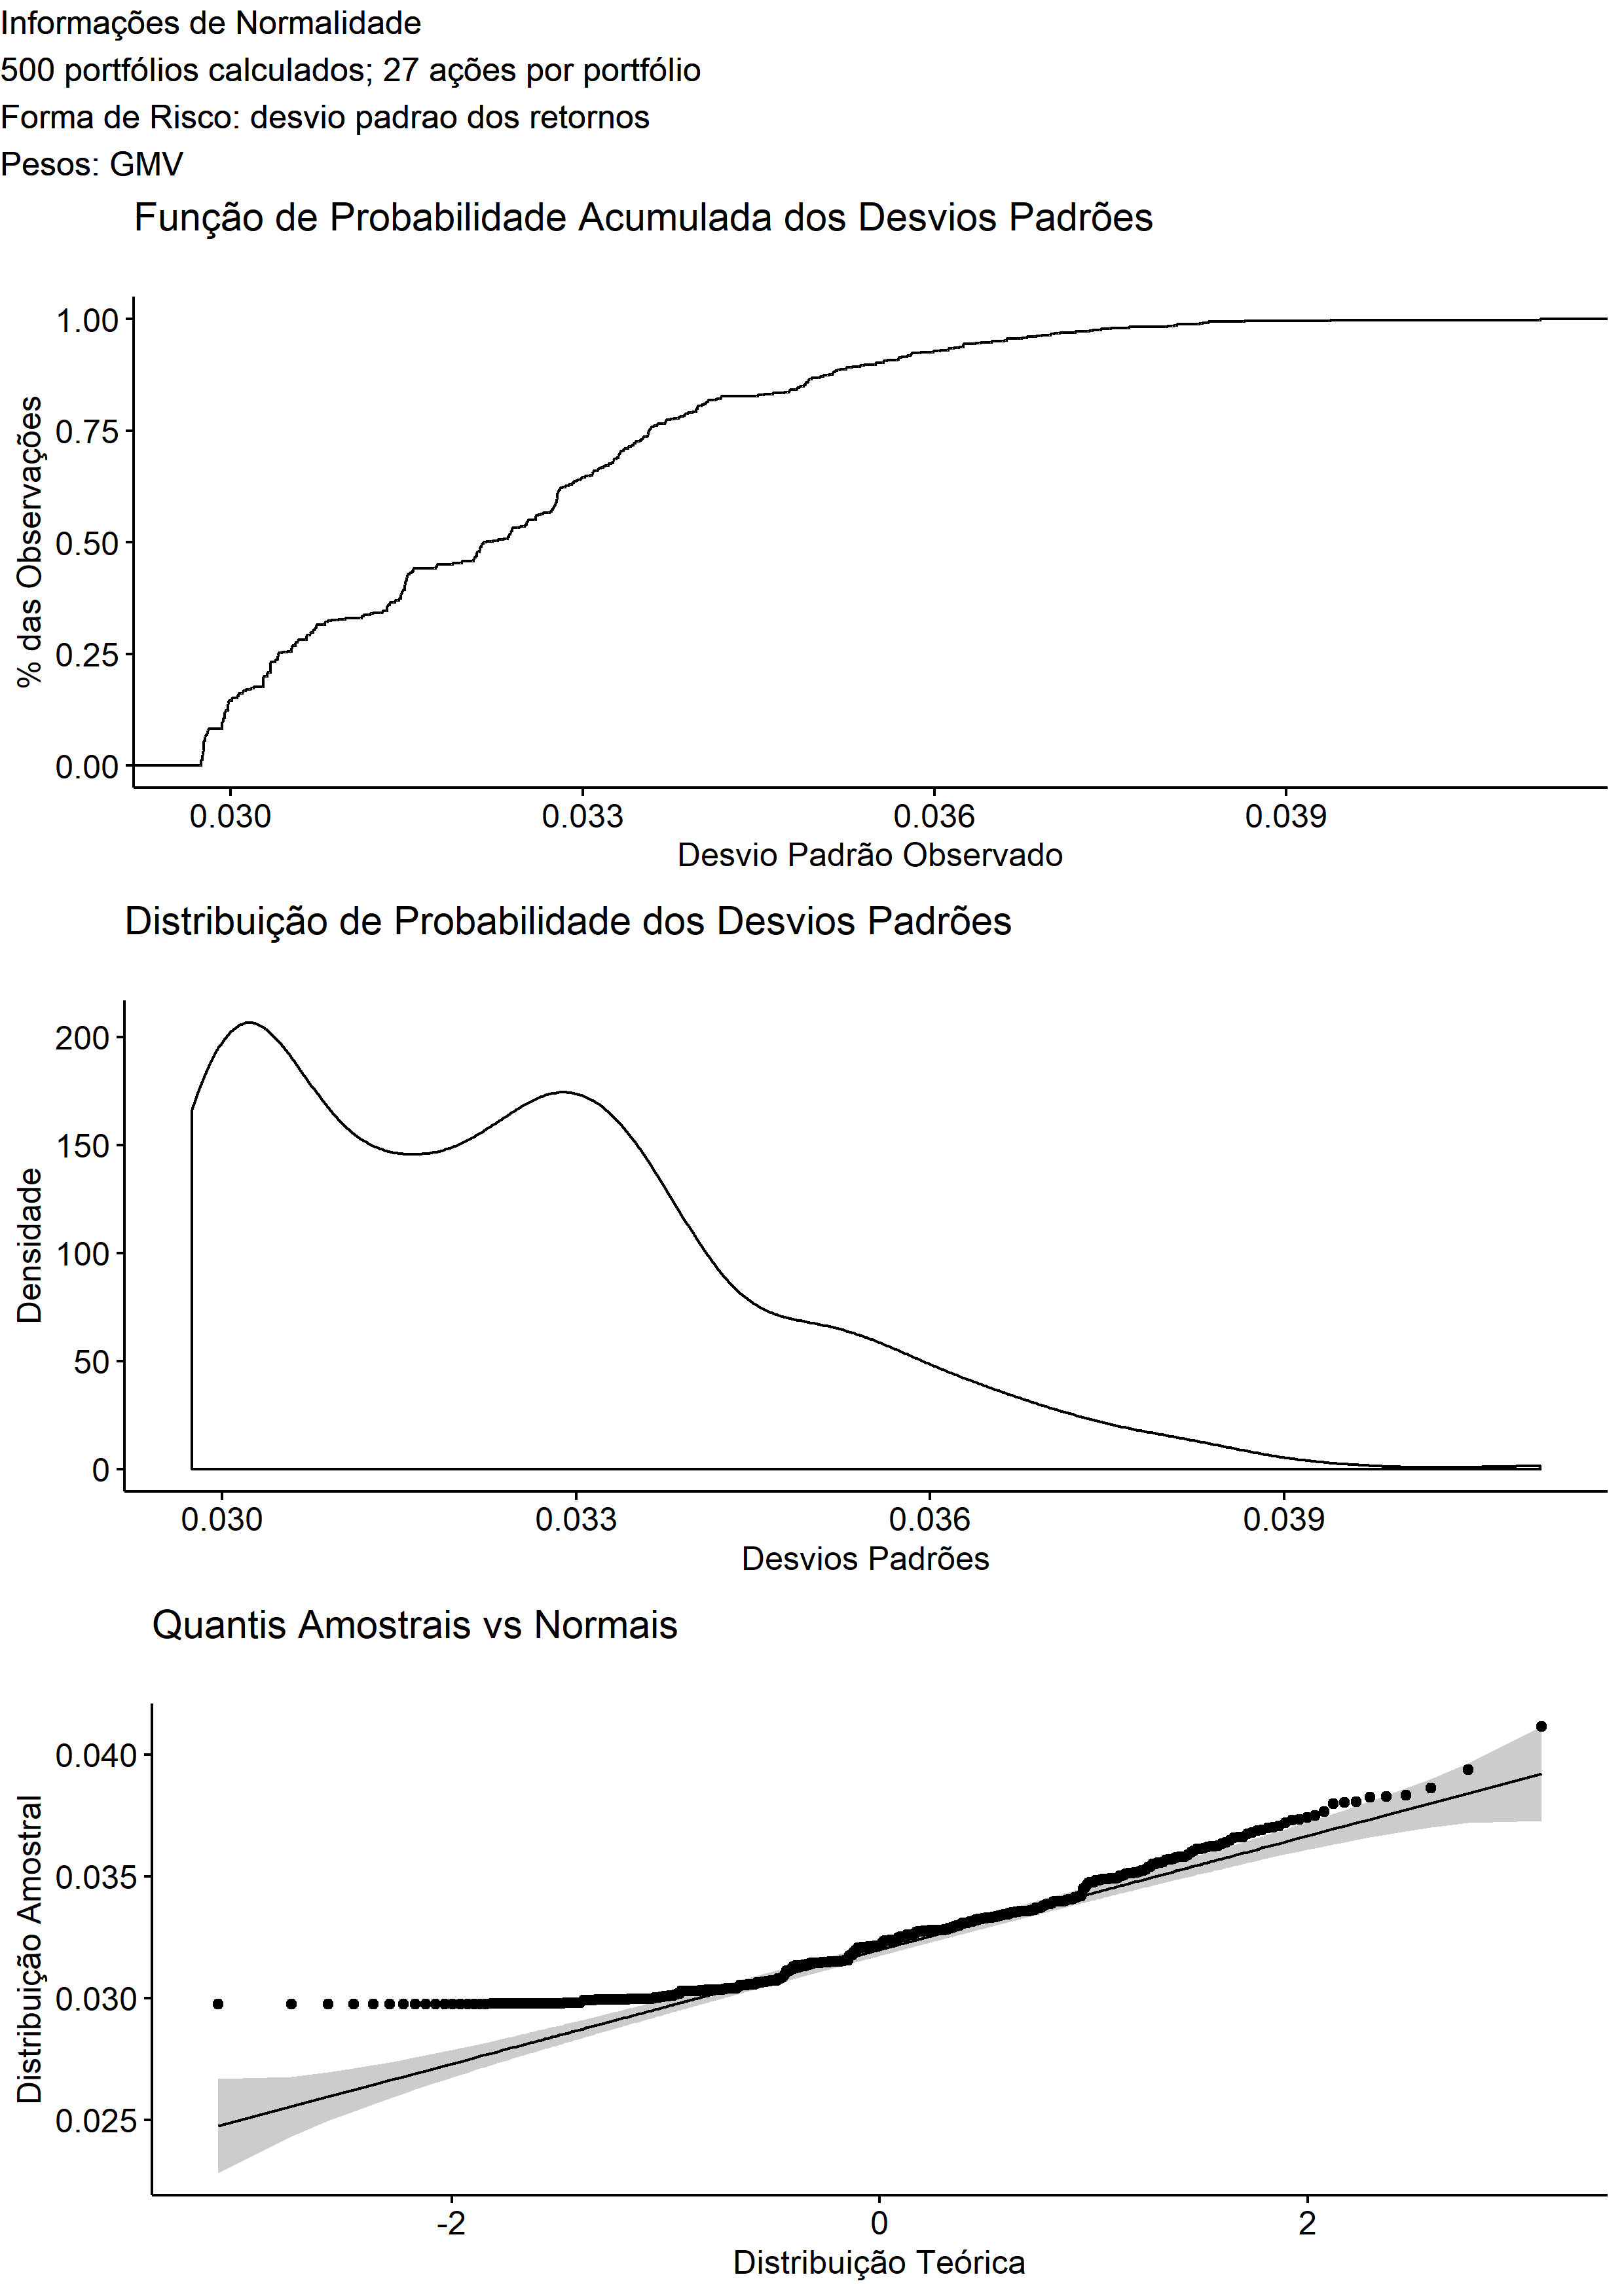 Informações de Normalidade
500 portfólios calculados; 27 ações por portfólio
Forma de Risco: desvio padrao dos retornos
Pesos: GMV
Função de Probabilidade Acumulada dos Desvios Padrões
% das Observações
1.00
0.75
0.50
0.25
0.00
0.030 0.033 0.036 0.039
Desvio Padrão Observado
Distribuição de Probabilidade dos Desvios Padrões
Densidade
200
150
100
50
0
0.030 0.033 0.036 0.039
Desvios Padrões
Quantis Amostrais vs Normais
Distribuição Amostral
0.040
0.035
0.030
0.025
-2 0 2
Distribuição Teórica